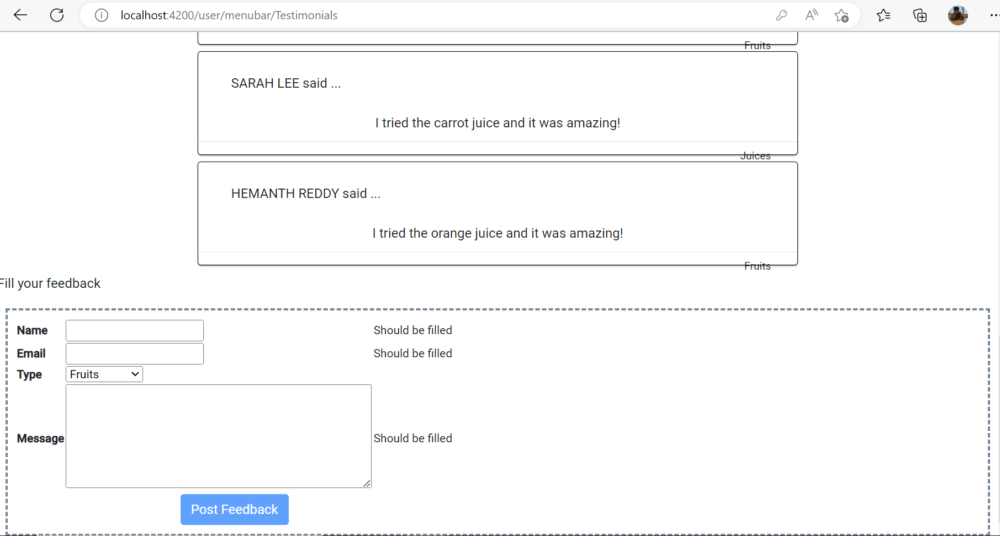 localhost:4200/user/menubar/Testimonials
Fruits
SARAH LEE said ...
I tried the carrot juice and it was amazing!
Juices
HEMANTH REDDY said ...
I tried the orange juice and it was amazing!
Fruits
Fill your feedback
Name
Should be filled
Email
Should be filled
Type
Fruits
Message
Should be filled
Post Feedback